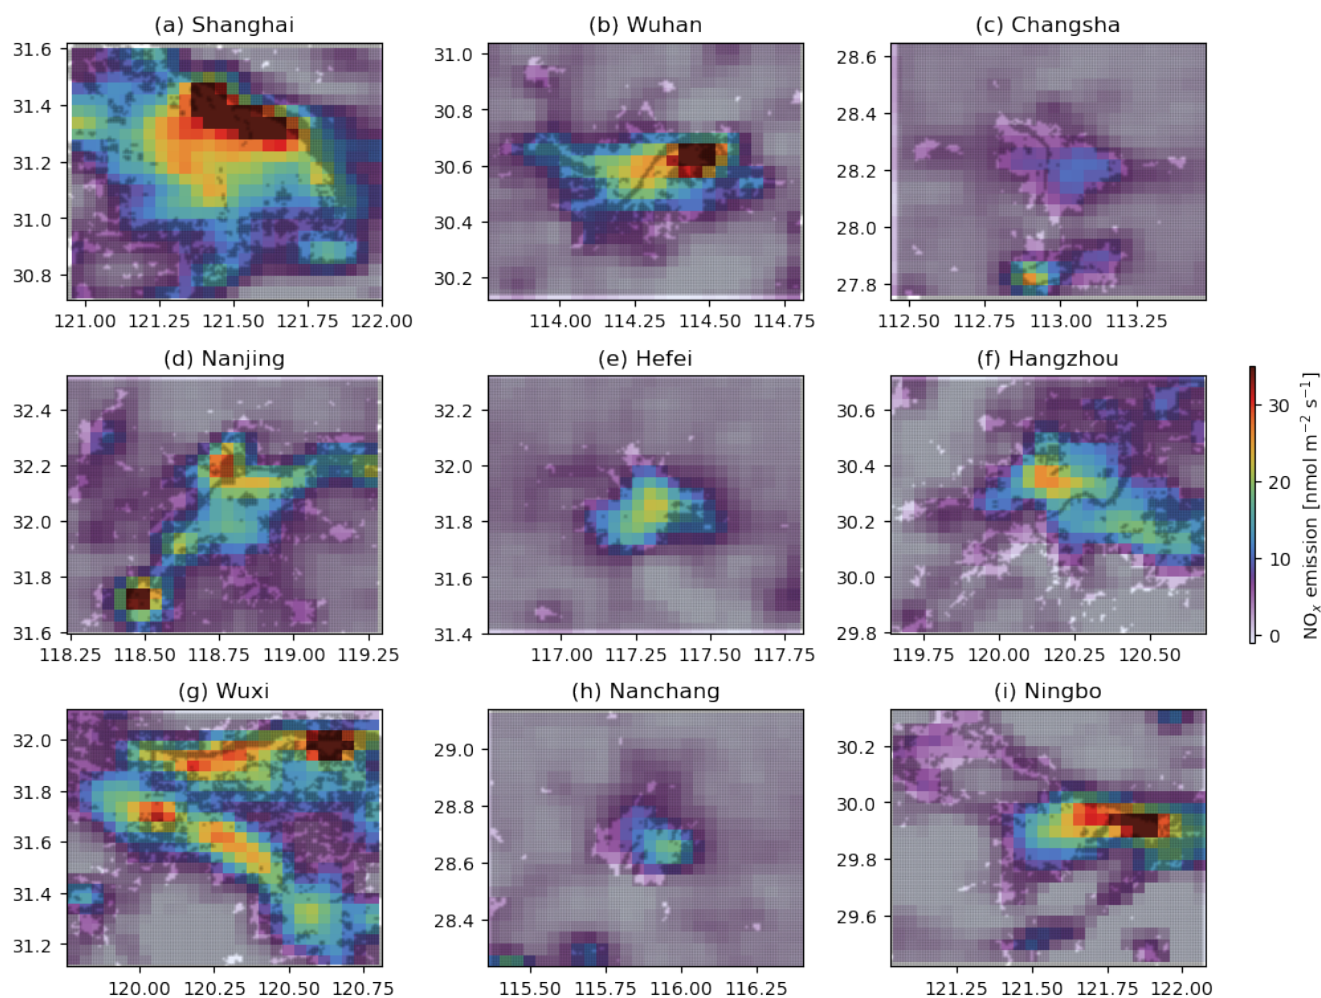 (a) Shanghai
(b) Wuhan
(c) Changsha
31.6
31.4
31.2
31.0
30.8
121.00 121.25 121.50 121.75 122.00
31.0
30.8
30.6
30.4
30.2
114.00 114.25 114.50 114.75
28.6
28.4
28.2
28.0
27.8
112.50 112.75 113.00 113.25
(d) Nanjing
(e) Hefei
(f) Hangzhou
32.4
32.2
32.0
31.8
31.6
118.25 118.50 118.75 119.00 119.25
32.2
32.0
31.8
31.6
31.4
117.00 117.25 117.50 117.75
30.6
30.4
30.2
30.0
29.8
119.75 120.00 120.25 120.50
30
20
10
0
NOx emission [nmol m−2 s−1]
(g) Wuxi
(h) Nanchang
(i) Ningbo
32.0
31.8
31.6
31.4
31.2
120.00 120.25 120.50 120.75
29.0
28.8
28.6
28.4
115.50 115.75 116.00 116.25
30.2
30.0
29.8
29.6
121.25 121.50 121.75 122.00